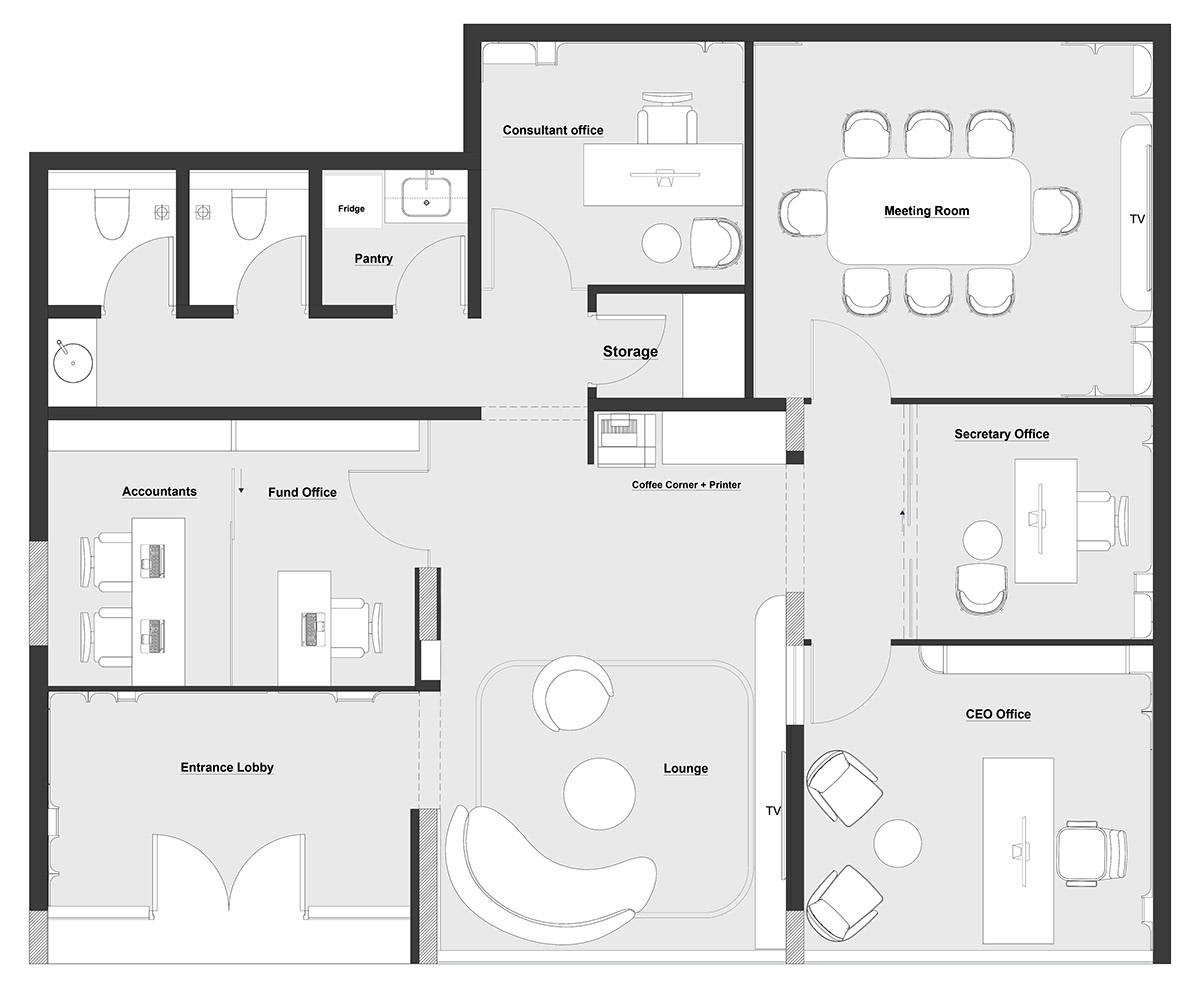 Consultant office
Meeting Room
TV
Fridge
Pantry
Storage
Secretary Office
Coffee Corner + Printer
Accountants
Fund Office
CEO Office
Entrance Lobby
Lounge
TV